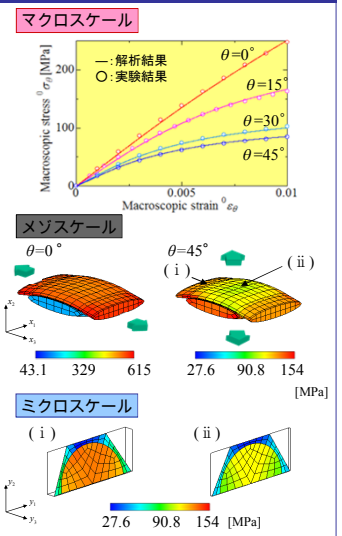 マクロスケール
Macroscopic stress ⁰σθ [MPa]
200
100
0
—: 解析結果
○: 実験結果
θ=0°
θ=15°
θ=30°
θ=45°
0.005
0.01
Macroscopic strain ⁰εθ
メゾスケール
θ=0°
θ=45°
(ⅰ)
(ⅱ)
x₂
x₁
x₃
43.1 329 615
27.6 90.8 154
[MPa]
ミクロスケール
(ⅰ)
(ⅱ)
y₂
y₁
y₃
27.6 90.8 154 [MPa]